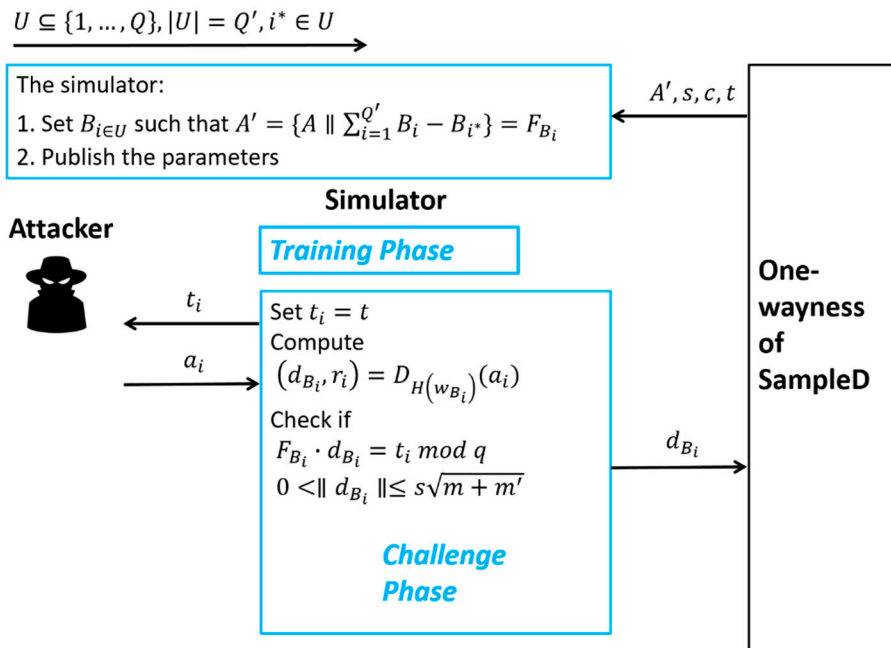 U ⊆ {1, ..., Q}, |U| = Q′, i* ∈ U
The simulator:
1. Set B_{i∈U} such that A′ = {A ∥ ∑_{i=1}^{Q′} B_i − B_{i*}} = F_{B_i}
2. Publish the parameters
A′, s, c, t
Simulator
Attacker
Training Phase
t_i
Set t_i = t
Compute
a_i
(d_{B_i}, r_i) = D_{H(w_{B_i})}(a_i)
Check if
F_{B_i} · d_{B_i} = t_i mod q
0 <∥ d_{B_i} ∥≤ s√(m + m′)
Challenge
Phase
d_{B_i}
One-
wayness
of
SampleD